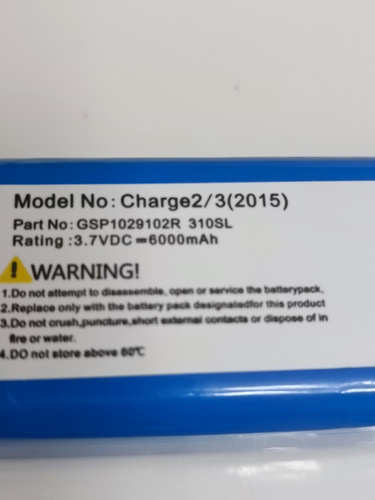 Model No: Charge2/3(2015)
Part No: GSP1029102R 310SL
Rating :3.7VDC=6000mAh
WARNING!
1.Do not attempt to disassemble, open or service the batterypack.
2.Replace only with the battery pack designatedfor this product
3.Do not crush,puncture,short external contacts or dispose of in
fire or water.
4.DO not store above 60℃